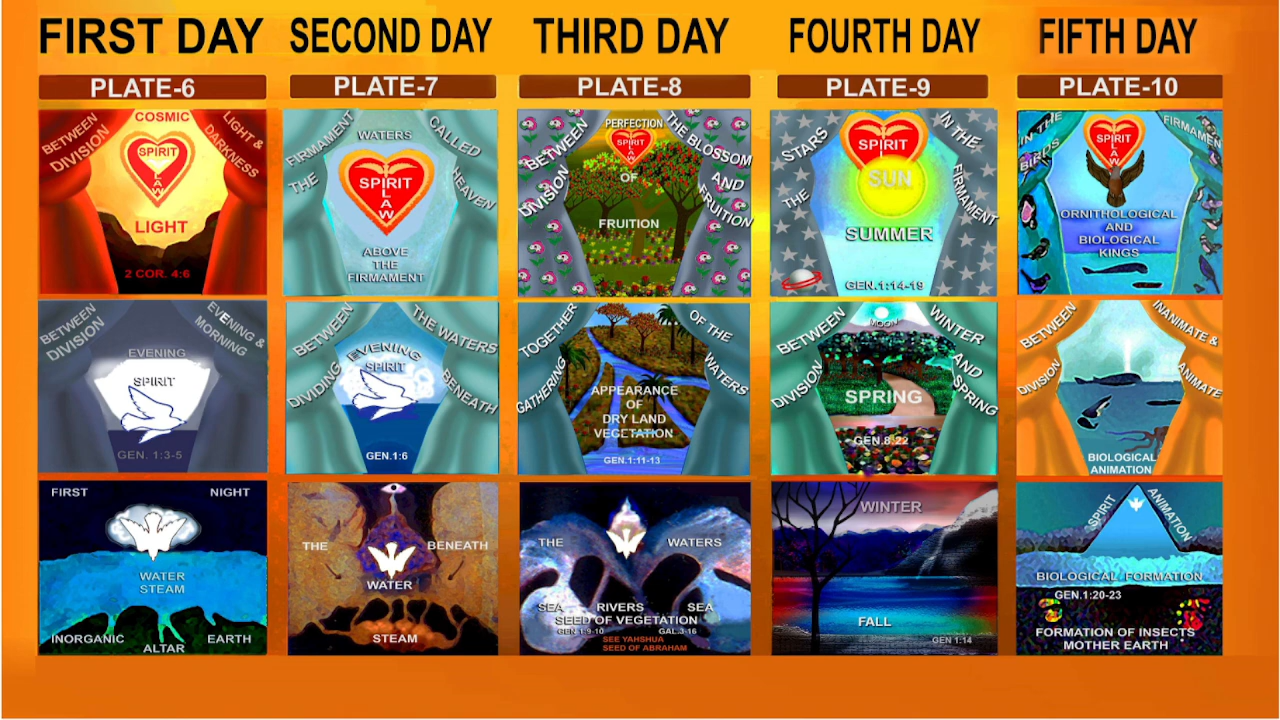 FIRST DAY
SECOND DAY
THIRD DAY
FOURTH DAY
FIFTH DAY
PLATE-6
PLATE-7
PLATE-8
PLATE-9
PLATE-10
BETWEEN
DIVISION
COSMIC
LIGHT &
DARKNESS
SPIRIT
LAW
LIGHT
2 COR. 4:6
THE
FIRMAMENT
WATERS
CALLED
HEAVEN
SPIRIT
LAW
ABOVE
THE
FIRMAMENT
DIVISION
BETWEEN
PERFECTION
THE BLOSSOM
AND
FRUITION
SPIRIT
LAW
OF
FRUITION
THE
STARS
IN THE
FIRMAMENT
SPIRIT
SUN
SUMMER
GEN.1:14-19
IN THE
BIRDS
FIRMAMEN
SPIRIT
LAW
ORNITHOLOGICAL
AND
BIOLOGICAL
KINGS
BETWEEN
DIVISION
EVENING &
MORNING
EVENING
SPIRIT
GEN. 1:3-5
DIVIDING
BETWEEN
THE WATERS
BENEATH
EVENING
SPIRIT
GEN.1:6
GATHERING
TOGETHER
OF THE
WATERS
APPEARANCE
OF
DRY LAND
VEGETATION
GEN.1:11-13
DIVISION
BETWEEN
WINTER
AND
SPRING
MOON
SPRING
GEN.8:22
DIVISION
BETWEEN
INANIMATE &
ANIMATE
BIOLOGICAL
ANIMATION
FIRST NIGHT
WATER
STEAM
INORGANIC EARTH
ALTAR
THE BENEATH
WATER
STEAM
THE WATERS
SEA RIVERS SEA
SEED OF VEGETATION
GEN 1:9-10 GAL.3-16
SEE YAHSHUA
SEED OF ABRAHAM
WINTER
FALL
GEN 1:14
SPIRIT
ANIMATION
BIOLOGICAL FORMATION
GEN.1:20-23
FORMATION OF INSECTS
MOTHER EARTH